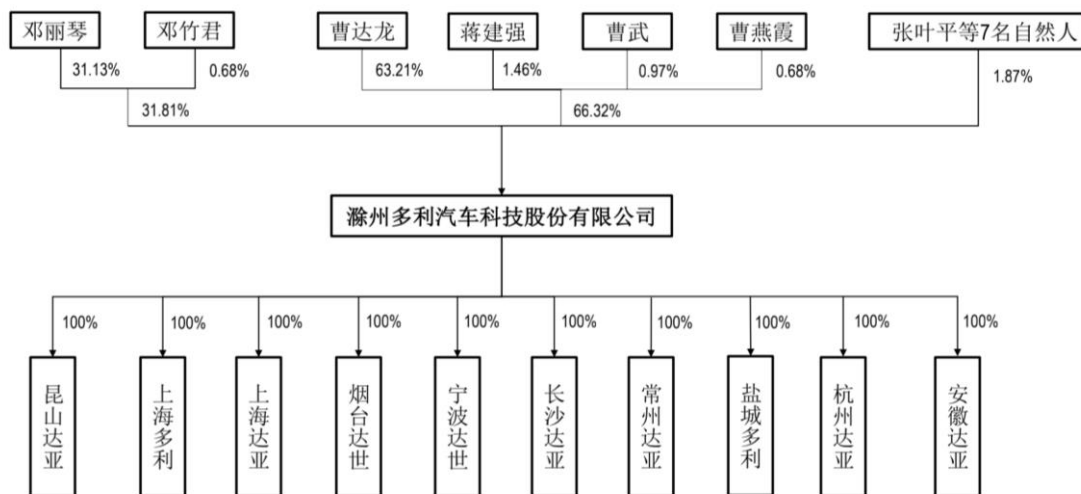 邓丽琴
邓竹君
曹达龙
蒋建强
曹武
曹燕霞
张叶平等7名自然人
31.13%
0.68%
63.21%
1.46%
0.97%
0.68%
1.87%
31.81%
66.32%
滁州多利汽车科技股份有限公司
100%
100%
100%
100%
100%
100%
100%
100%
100%
100%
昆山达亚
上海多利
上海达亚
烟台达世
宁波达世
长沙达亚
常州达亚
盐城多利
杭州达亚
安徽达亚